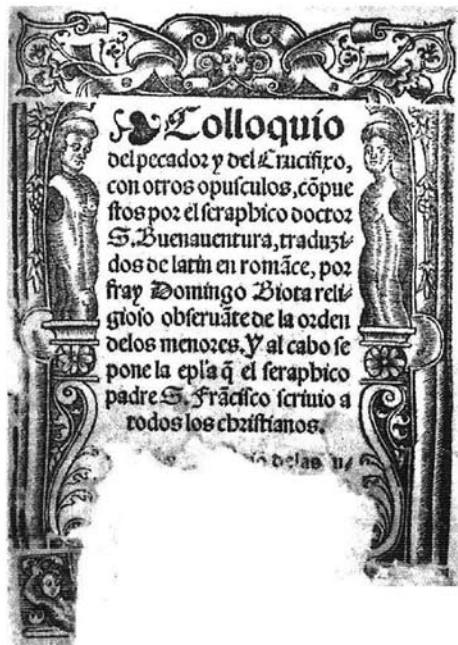 Colloquio
del pecador y del Crucifixo,
con otros opusculos, cõpue
stos por el seraphico doctor
S. Buenauentura, traduzi-
dos de latin en romãce, por
fray Domingo Biota reli-
gioso obseruãte de la orden
delos menores. Y al cabo se
pone la epl'a q̃ el seraphico
padre S. Frãcisco scriuio a
todos los christianos.
delas